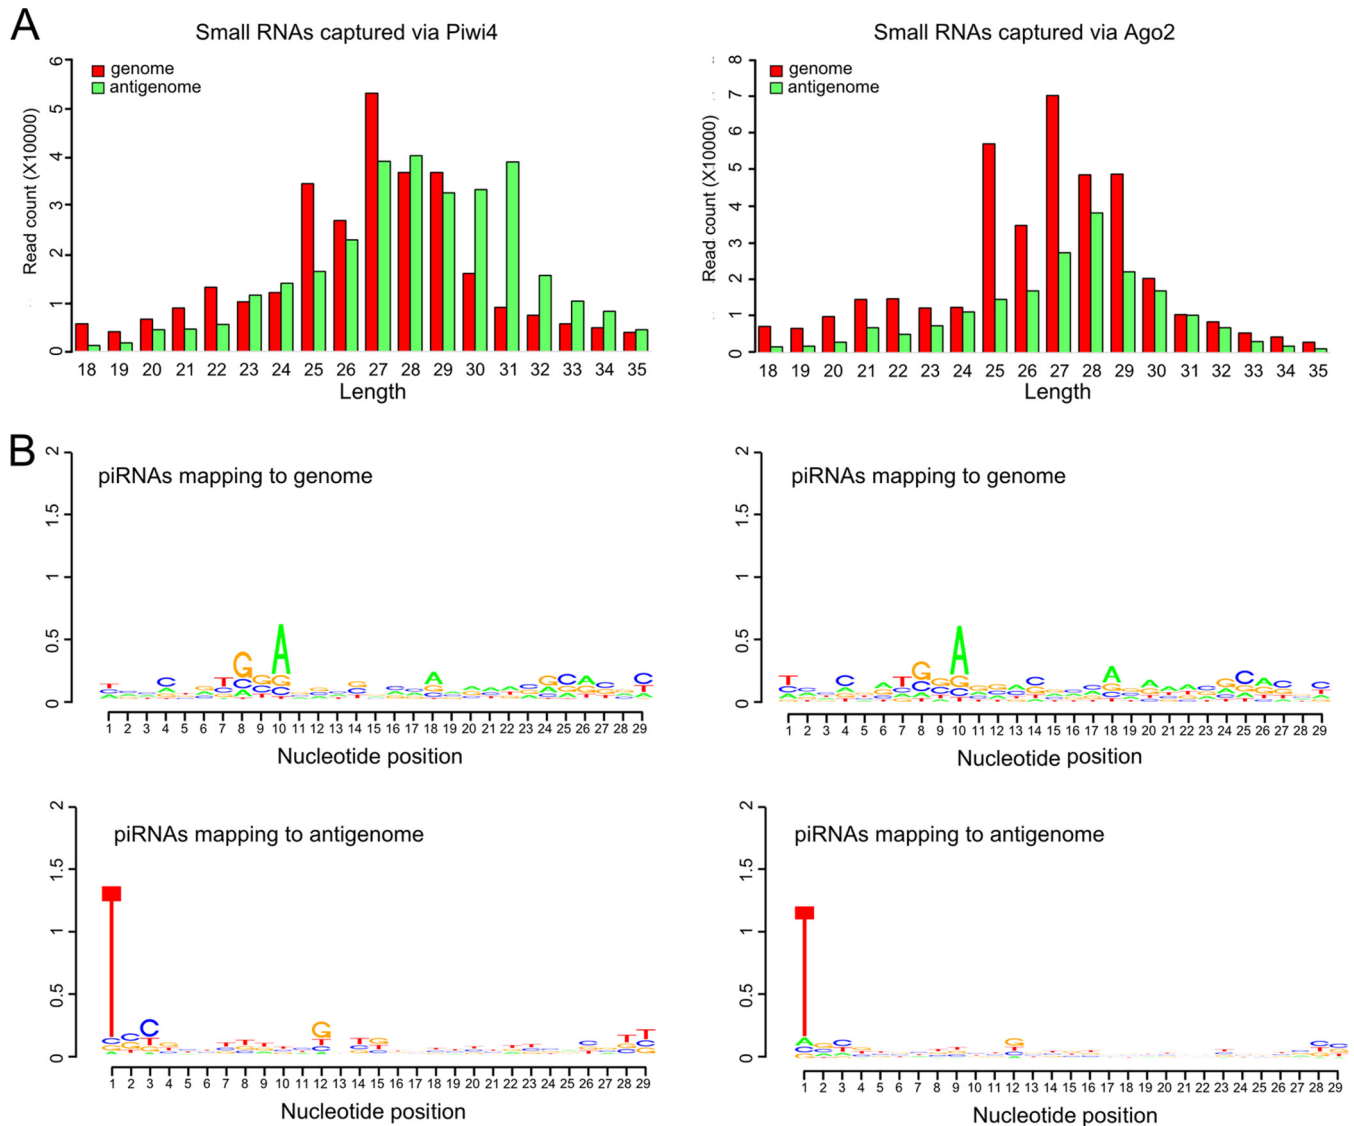 A
Small RNAs captured via Piwi4
Small RNAs captured via Ago2
genome
antigenome
Read count (X10000)
0 1 2 3 4 5 6
18 19 20 21 22 23 24 25 26 27 28 29 30 31 32 33 34 35
Length
genome
antigenome
Read count (X10000)
0 1 2 3 4 5 6 7 8
18 19 20 21 22 23 24 25 26 27 28 29 30 31 32 33 34 35
Length
B
piRNAs mapping to genome
0 0.5 1 1.5 2
G A
1 2 3 4 5 6 7 8 9 10 11 12 13 14 15 16 17 18 19 20 21 22 23 24 25 26 27 28 29
Nucleotide position
piRNAs mapping to genome
0 0.5 1 1.5 2
G A
1 2 3 4 5 6 7 8 9 10 11 12 13 14 15 16 17 18 19 20 21 22 23 24 25 26 27 28 29
Nucleotide position
piRNAs mapping to antigenome
0 0.5 1 1.5 2
T C G
1 2 3 4 5 6 7 8 9 10 11 12 13 14 15 16 17 18 19 20 21 22 23 24 25 26 27 28 29
Nucleotide position
piRNAs mapping to antigenome
0 0.5 1 1.5 2
T
1 2 3 4 5 6 7 8 9 10 11 12 13 14 15 16 17 18 19 20 21 22 23 24 25 26 27 28 29
Nucleotide position